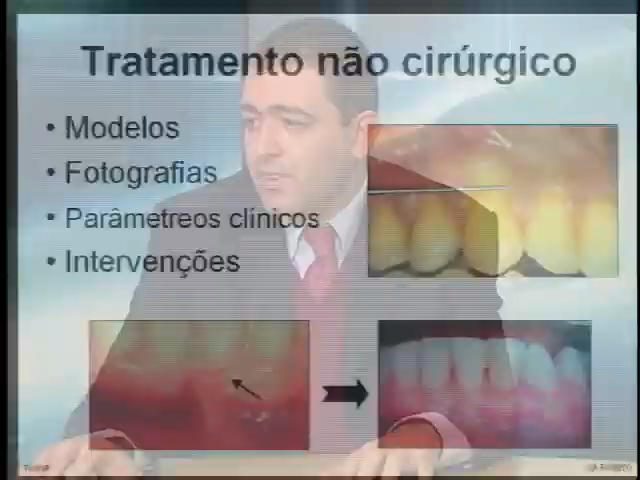 Tratamento não cirúrgico
• Modelos
• Fotografias
• Parâmetreos clínicos
• Intervenções